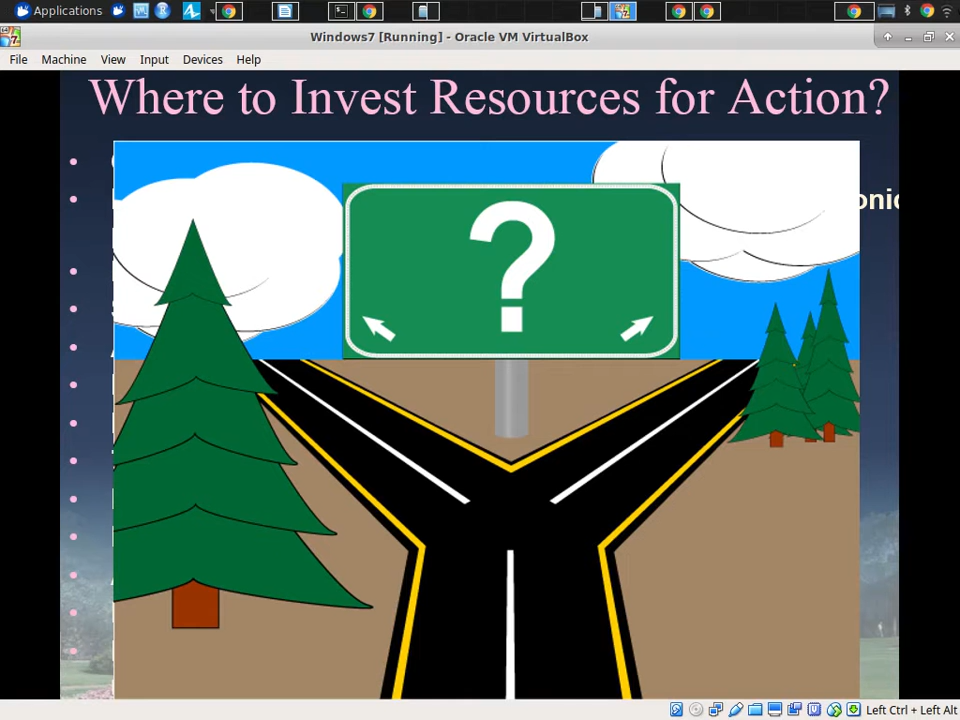 Applications
Windows7 [Running] - Oracle VM VirtualBox
File Machine View Input Devices Help
Where to Invest Resources for Action?
?
Left Ctrl + Left Alt